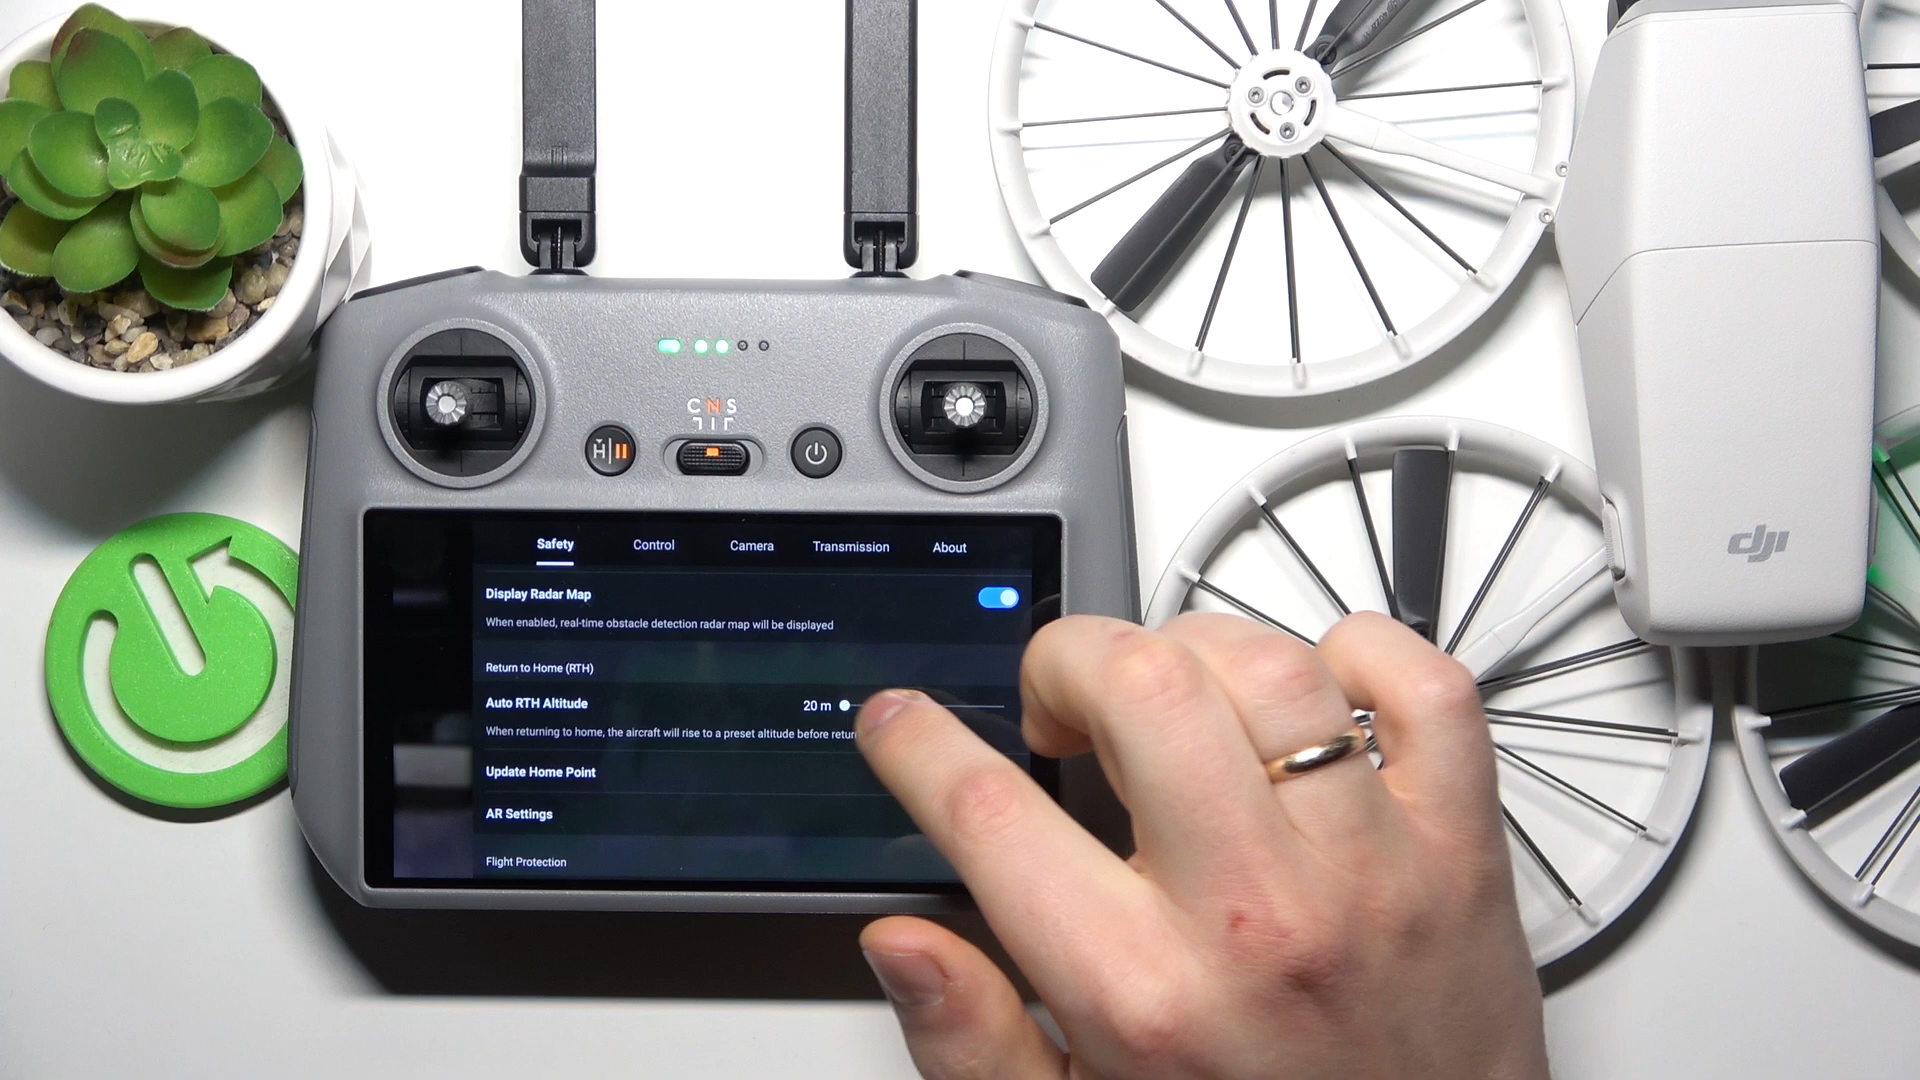 C N S
H
Safety Control Camera Transmission About
Display Radar Map
When enabled, real-time obstacle detection radar map will be displayed
Return to Home (RTH)
Auto RTH Altitude 20 m
When returning to home, the aircraft will rise to a preset altitude before
Update Home Point
AR Settings
Flight Protection
dji